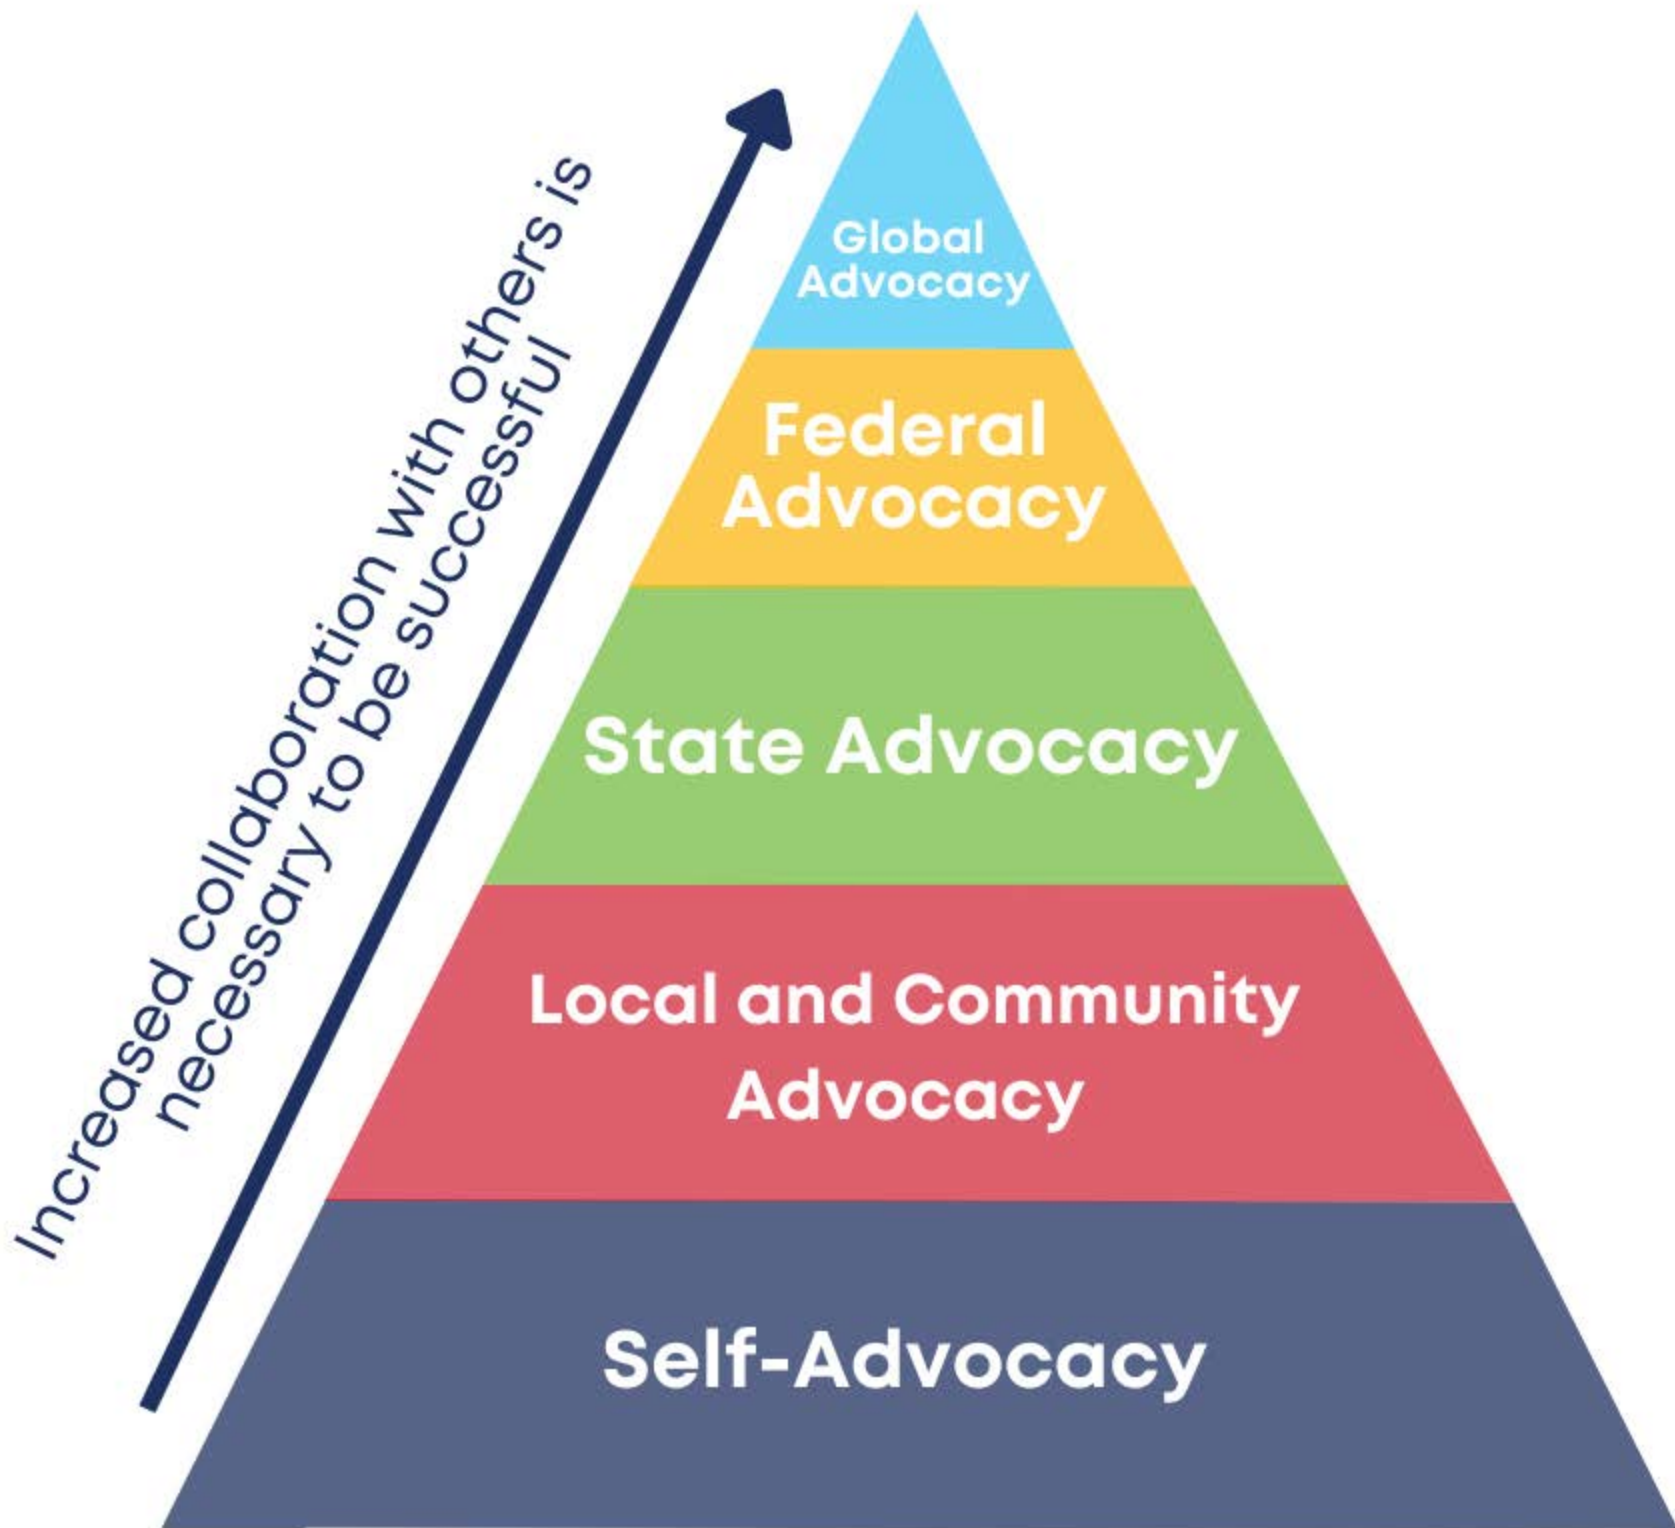 Increased collaboration with others is
necessary to be successful
Global
Advocacy
Federal
Advocacy
State Advocacy
Local and Community
Advocacy
Self-Advocacy